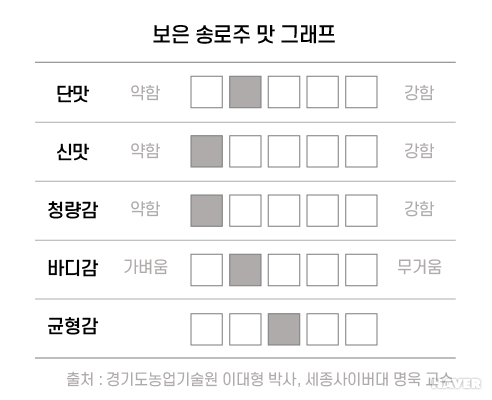 보은 송로주 맛 그래프
단맛 약함 강함
신맛 약함 강함
청량감 약함 강함
바디감 가벼움 무거움
균형감
출처 : 경기도농업기술원 이대형 박사, 세종사이버대 명욱 교수
NAVER